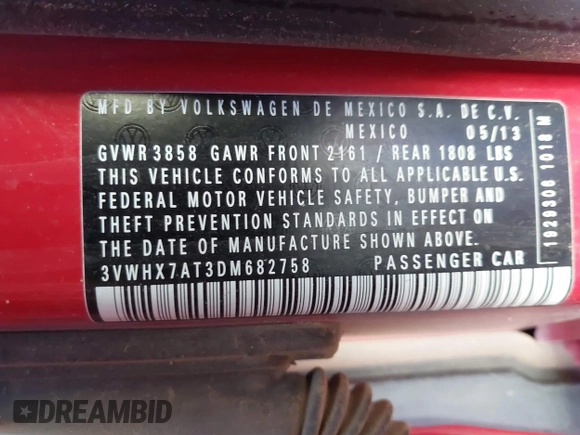 MFD BY VOLKSWAGEN DE MEXICO S.A. DE C.V.
MEXICO 05/13
GVWR 3858 GAWR FRONT 2161 / REAR 1808 LBS
THIS VEHICLE CONFORMS TO ALL APPLICABLE U.S.
FEDERAL MOTOR VEHICLE SAFETY, BUMPER AND
THEFT PREVENTION STANDARDS IN EFFECT ON
THE DATE OF MANUFACTURE SHOWN ABOVE.
3VWHX7AT3DM682758 PASSENGER CAR
1929306 1018 M
DREAMBID